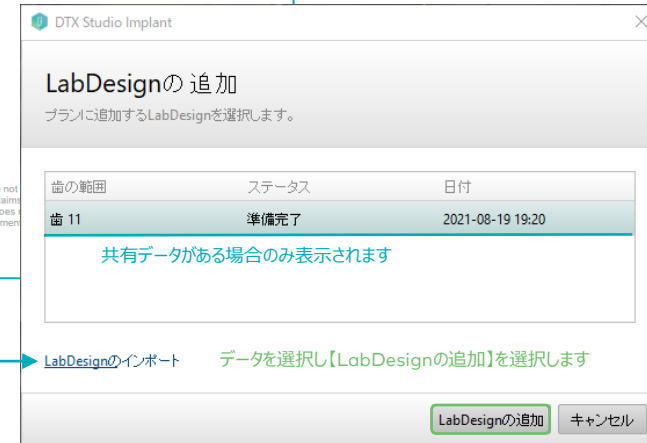 DTX Studio Implant
LabDesignの 追加
プランに追加するLabDesignを選択します。
not
aims
oes
men
歯の範囲 ステータス 日付
歯 11 準備完了 2021-08-19 19:20
共有データがある場合のみ表示されます
LabDesignのインポート データを選択し【LabDesignの追加】を選択します
LabDesignの追加 キャンセル